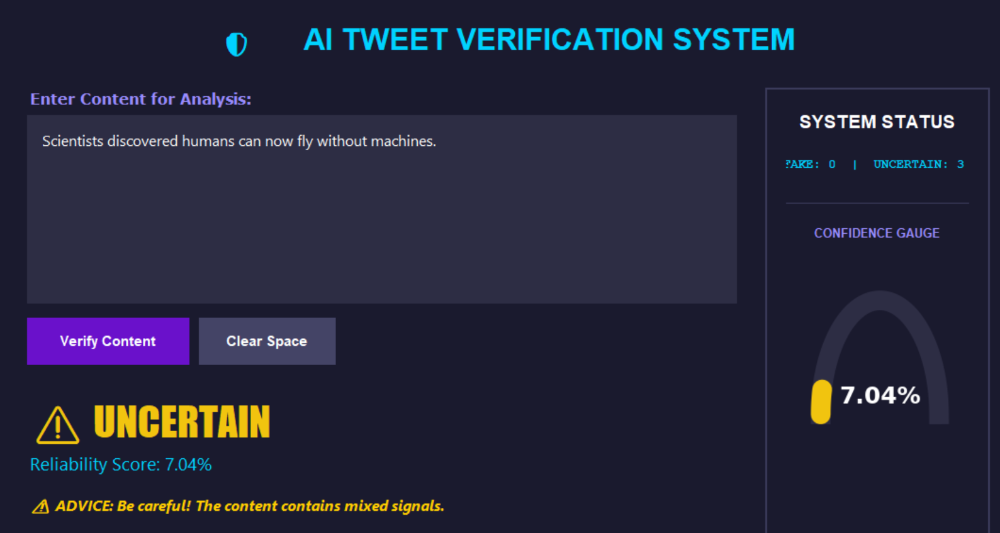 AI TWEET VERIFICATION SYSTEM
Enter Content for Analysis:
Scientists discovered humans can now fly without machines.
Verify Content
Clear Space
UNCERTAIN
Reliability Score: 7.04%
ADVICE: Be careful! The content contains mixed signals.
SYSTEM STATUS
FAKE: 0 | UNCERTAIN: 3
CONFIDENCE GAUGE
7.04%